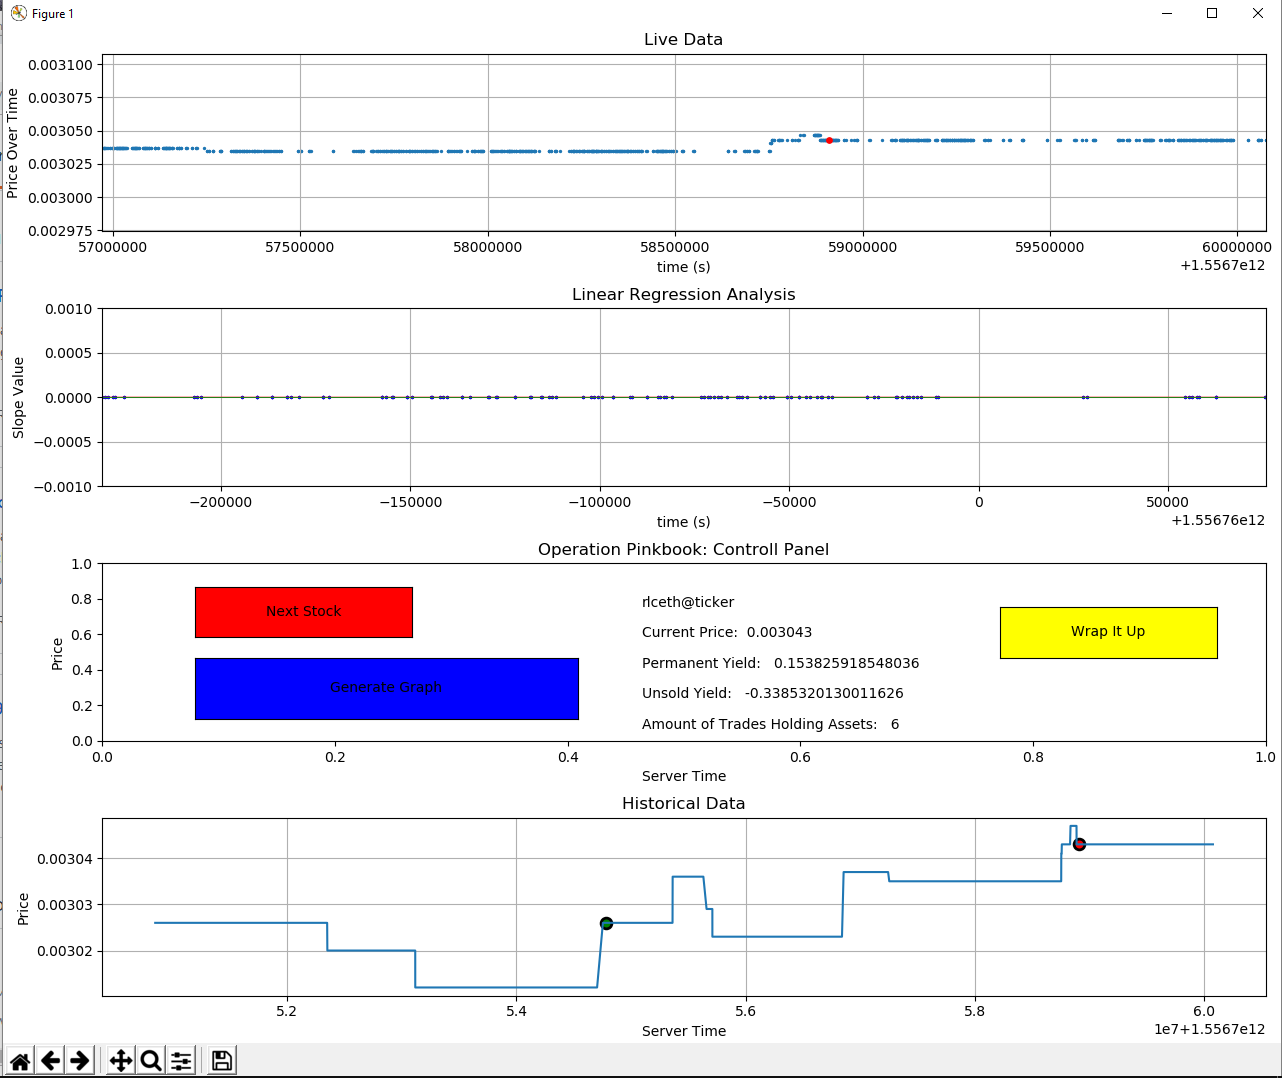 Figure 1
Live Data
Price Over Time
0.003100
0.003075
0.003050
0.003025
0.003000
0.002975
57000000 57500000 58000000 58500000 59000000 59500000 60000000
time (s)
+1.5567e12
Linear Regression Analysis
Slope Value
0.0010
0.0005
0.0000
−0.0005
−0.0010
−200000 −150000 −100000 −50000 0 50000
time (s)
+1.55676e12
Operation Pinkbook: Controll Panel
Price
1.0
0.8
0.6
0.4
0.2
0.0
Next Stock
Generate Graph
rlceth@ticker
Current Price: 0.003043
Permanent Yield: 0.153825918548036
Unsold Yield: -0.3385320130011626
Amount of Trades Holding Assets: 6
Wrap It Up
0.0 0.2 0.4 0.6 0.8 1.0
Server Time
Historical Data
Price
0.00304
0.00303
0.00302
5.2 5.4 5.6 5.8 6.0
Server Time
1e7+1.5567e12